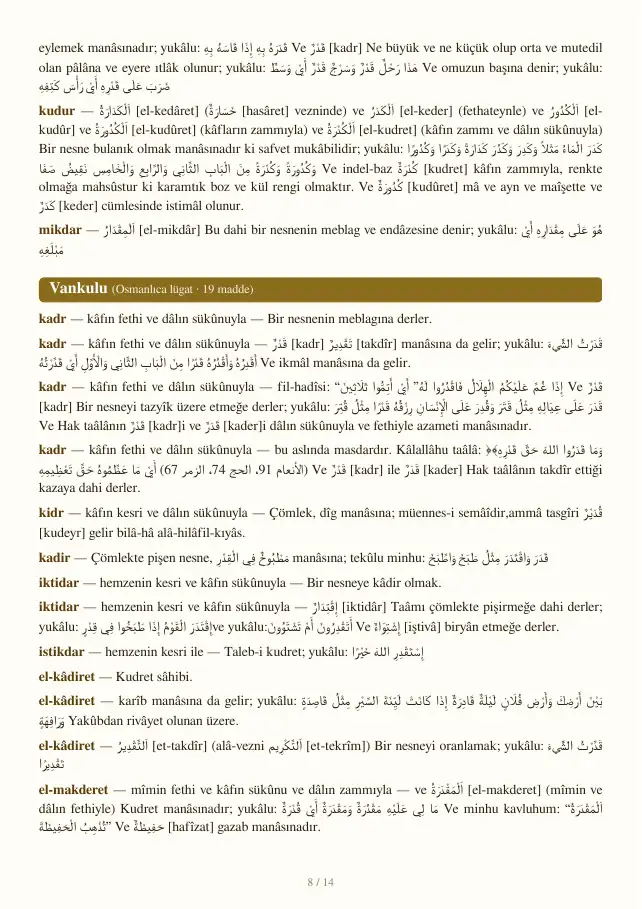 eylemek manâsınadır; yukâlu: قَدَرَهُ بِهِ إِذَا قَاسَهُ بِهِ Ve قَدْرٌ [kadr] Ne büyük ve ne küçük olup orta ve mutedil
olan pâlâna ve eyere ıtlâk olunur; yukâlu: هَذَا رَحْلٌ قَدْرٌ وَسَرْجٌ قَدْرٌ أَيْ وَسَطٌ Ve omuzun başına denir; yukâlu:
ضَرَبَ عَلَى قَدْرِهِ أَيْ رَأْسِ كَتِفِهِ
kudur — اَلْكَدَارَةُ [el-kedâret] (خَسَارَةٌ [hasâret] vezninde) ve اَلْكَدَرُ [el-keder] (fethateynle) ve اَلْكُدُورُ [el-
kudûr] ve اَلْكُدُورَةُ [el-kudûret] (kâfların zammıyla) ve اَلْكُدْرَةُ [el-kudret] (kâfın zammı ve dâlın sükûnuyla)
Bir nesne bulanık olmak manâsınadır ki safvet mukâbilidir; yukâlu: كَدَرَ الْمَاءُ مَثَلاً وَكَدِرَ وَكَدُرَ كَدَارَةً وَكَدَرًا وَكُدُورًا
وَكُدُورَةً وَكُدْرَةً مِنَ الْبَابِ الثَّانِي وَالرَّابِعِ وَالْخَامِسِ نَقِيضُ صَفَا Ve indel-baz كُدْرَةٌ [kudret] kâfın zammıyla, renkte
olmağa mahsûstur ki karamtık boz ve kül rengi olmaktır. Ve كُدُورَةٌ [kudûret] mâ ve ayn ve maîşette ve
كَدَرٌ [keder] cümlesinde istimâl olunur.
mikdar — اَلْمِقْدَارُ [el-mikdâr] Bu dahi bir nesnenin meblag ve endâzesine denir; yukâlu: هُوَ عَلَى مِقْدَارِهِ أَيْ
مَبْلَغِهِ
Vankulu (Osmanlıca lügat · 19 madde)
kadr — kâfın fethi ve dâlın sükûnuyla — Bir nesnenin meblagına derler.
kadr — kâfın fethi ve dâlın sükûnuyla — قَدْرٌ [kadr] تَقْدِيرٌ [takdîr] manâsına da gelir; yukâlu: قَدَرْتُ الشَّيْءَ
أَقْدِرُهُ وَأَقْدُرُهُ قَدْرًا مِنَ الْبَابِ الثَّانِي وَالْأَوَّلِ أَيْ قَدَّرْتُهُ Ve ikmâl manâsına da gelir.
kadr — kâfın fethi ve dâlın sükûnuyla — fil-hadîsi: “إِذَا غُمَّ عَلَيْكُمُ الْهِلَالُ فَاقْدُرُوا لَهُ” أَيْ أَتِمُّوا ثَلَاثِينَ Ve قَدْرٌ
[kadr] Bir nesneyi tazyîk üzere etmeğe derler; yukâlu: قَدَرَ عَلَى عِيَالِهِ مِثْلُ قَتَرَ وَقُدِرَ عَلَى الْإِنْسَانِ رِزْقُهُ قَدْرًا مِثْلُ قُتِرَ
Ve Hak taâlânın قَدْرٌ [kadr]i ve قَدَرٌ [kader]i dâlın sükûnuyla ve fethiyle azameti manâsınadır.
kadr — kâfın fethi ve dâlın sükûnuyla — bu aslında masdardır. Kâlallâhu taâlâ: ﴿وَمَا قَدَرُوا اللهَ حَقَّ قَدْرِهِ﴾
(الأنعام 91، الحج 74، الزمر 67) أَيْ مَا عَظَّمُوهُ حَقَّ تَعْظِيمِهِ Ve قَدْرٌ [kadr] ile قَدَرٌ [kader] Hak taâlânın takdîr ettiği
kazaya dahi derler.
kidr — kâfın kesri ve dâlın sükûnuyla — Çömlek, dîg manâsına; müennes-i semâîdir,ammâ tasgîri قُدَيْرٌ
[kudeyr] gelir bilâ-hâ alâ-hilâfil-kıyâs.
kadir — Çömlekte pişen nesne, مَطْبُوخٌ فِي الْقِدْرِ manâsına; tekûlu minhu: قَدَرَ وَاقْتَدَرَ مِثْلُ طَبَخَ وَاطَّبَخَ
iktidar — hemzenin kesri ve kâfın sükûnuyla — Bir nesneye kâdir olmak.
iktidar — hemzenin kesri ve kâfın sükûnuyla — إِقْتِدَارٌ [iktidâr] Taâmı çömlekte pişirmeğe dahi derler;
yukâlu: إِقْتَدَرَ الْقَوْمُ إِذَا طَبَخُوا فِي قِدْرٍve yukâlu:أَتَقْتَدِرُونَ أَمْ تَشْتَوُونَ Ve إِشْتِوَاءٌ [iştivâ] biryân etmeğe derler.
istikdar — hemzenin kesri ile — Taleb-i kudret; yukâlu: إِسْتَقْدِرِ اللهَ خَيْرًا
el-kâdiret — Kudret sâhibi.
el-kâdiret — karîb manâsına da gelir; yukâlu: بَيْنَ أَرْضِكَ وَأَرْضِ فُلَانٍ لَيْلَةٌ قَادِرَةٌ إِذَا كَانَتْ لَيِّنَةَ السَّيْرِ مِثْلُ قَاصِدَةٍ
وَرَافِهَةٍ Yakûbdan rivâyet olunan üzere.
el-kâdiret — اَلتَّقْدِيرُ [et-takdîr] (alâ-vezni اَلتَّكْرِيم [et-tekrîm]) Bir nesneyi oranlamak; yukâlu: قَدَّرْتُ الشَّيْءَ
تَقْدِيرًا
el-makderet — mîmin fethi ve kâfın sükûnu ve dâlın zammıyla — ve اَلْمَقْدَرَةُ [el-makderet] (mîmin ve
dâlın fethiyle) Kudret manâsınadır; yukâlu: مَا لِي عَلَيْهِ مَقْدُرَةٌ وَمَقْدَرَةٌ أَيْ قُدْرَةٌ Ve minhu kavluhum: “اَلْمَقْدَرَةُ
تُذْهِبُ الْحَفِيظَةَ” Ve حَفِيظَةٌ [hafîzat] gazab manâsınadır.
8 / 14